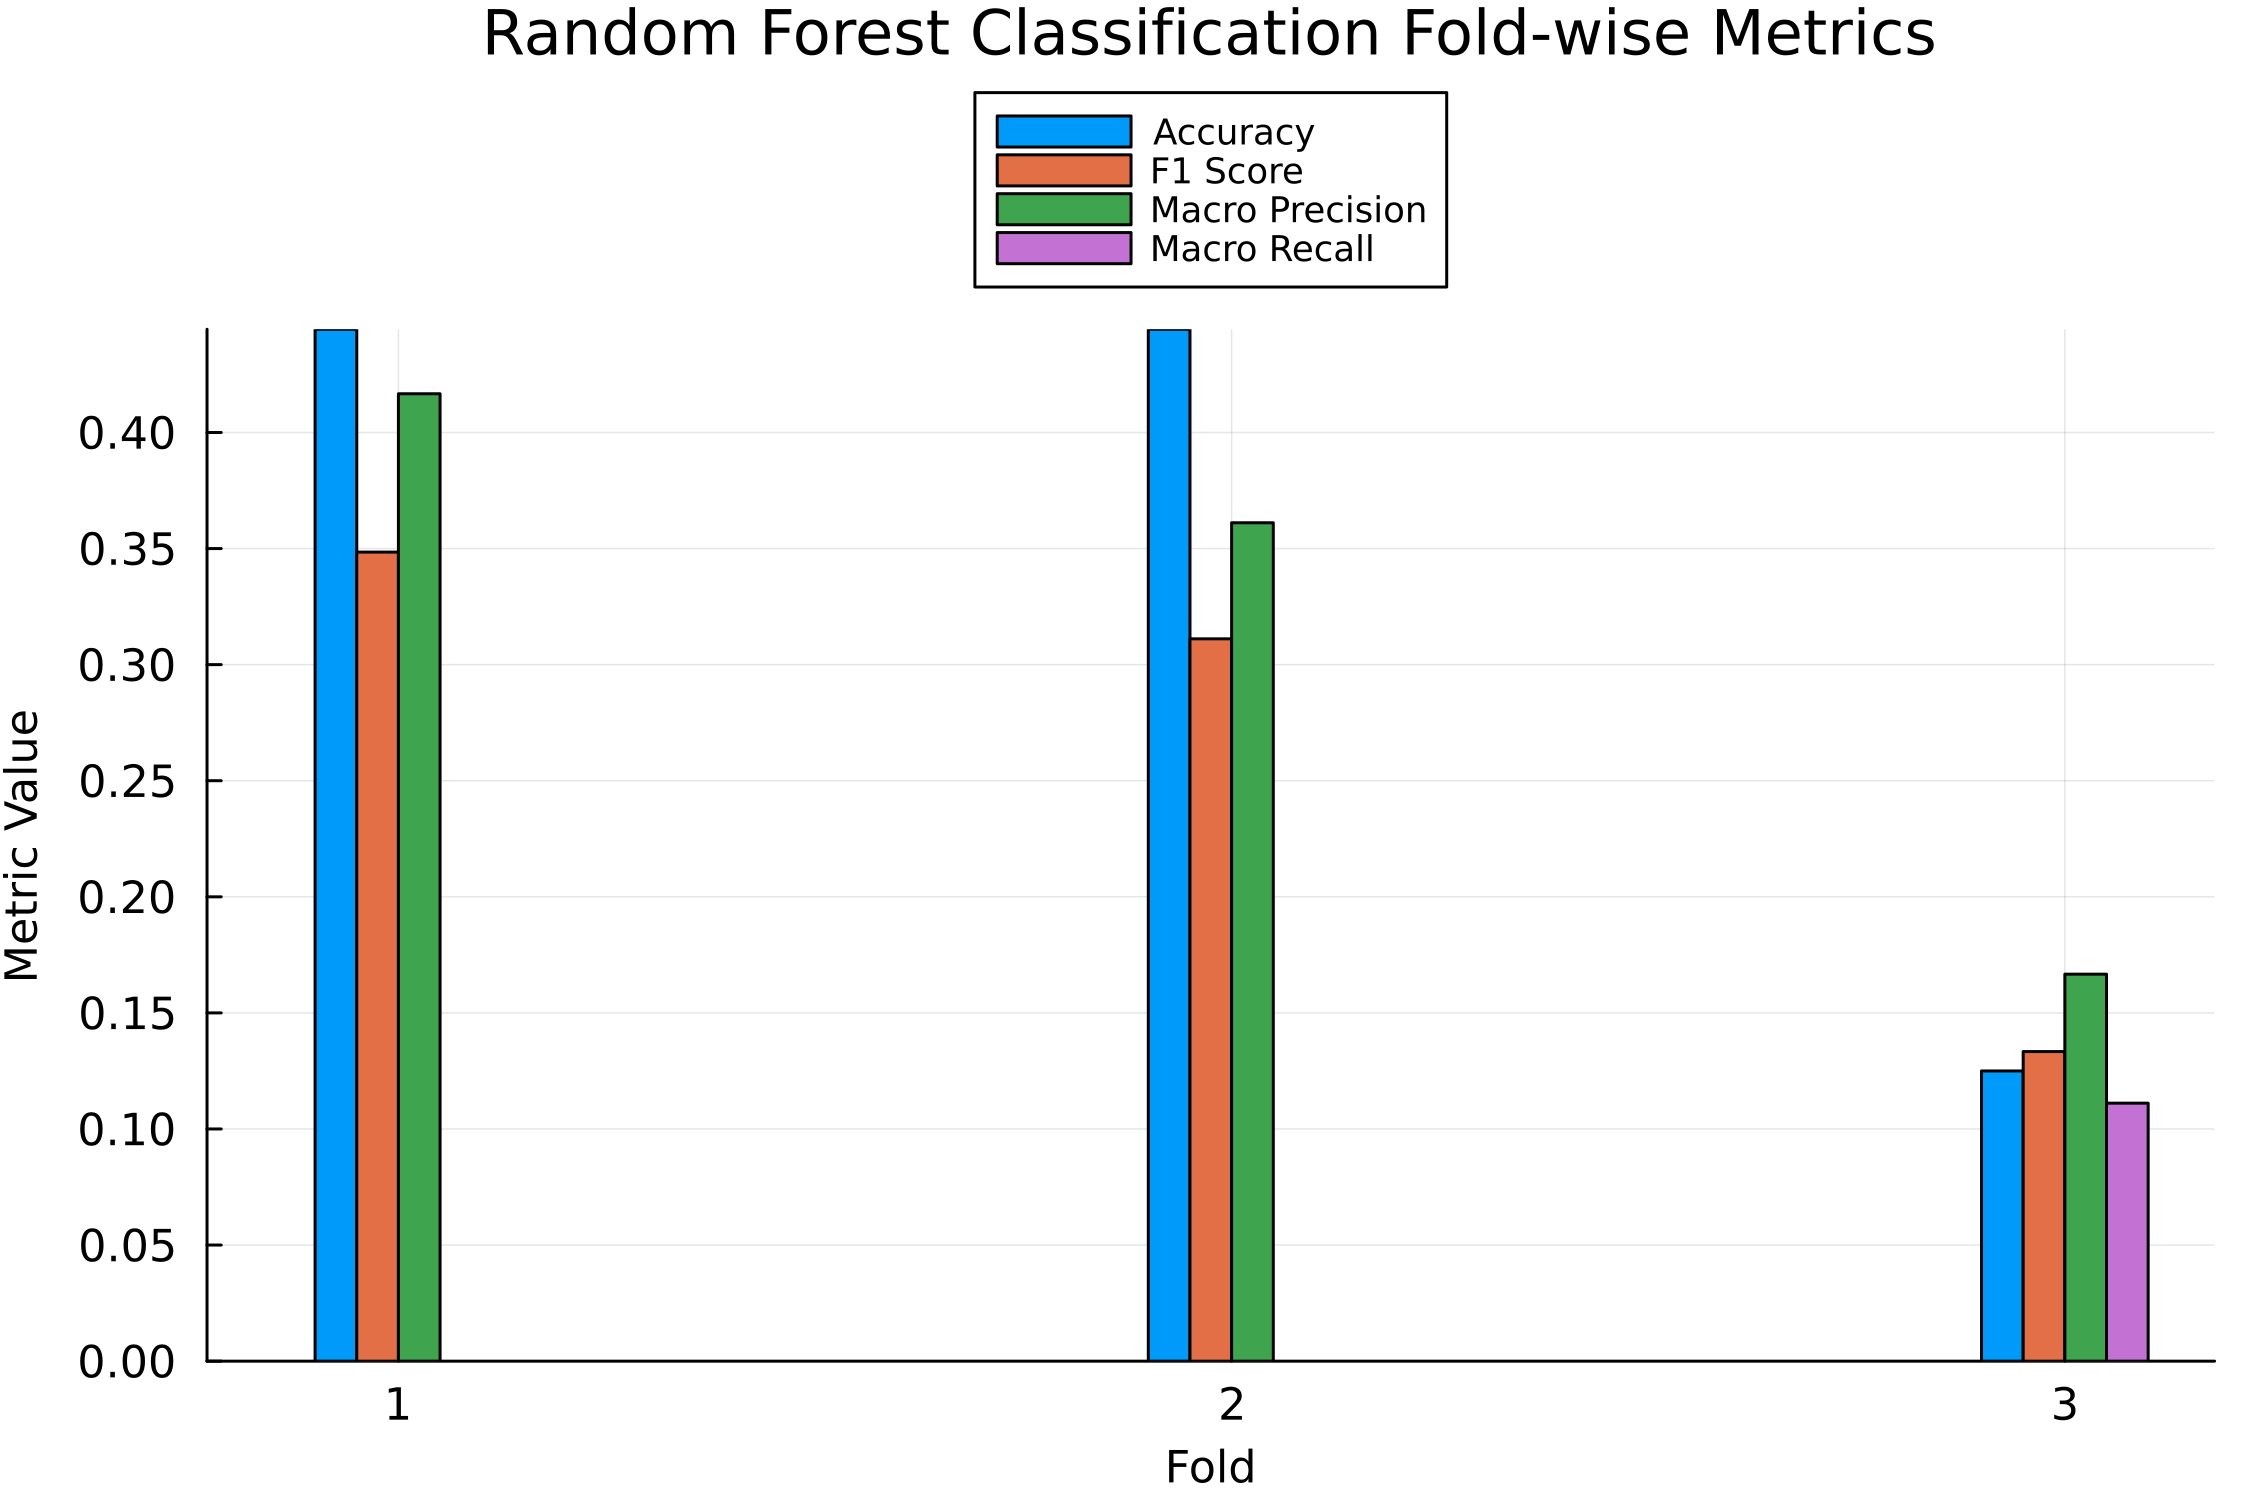 Random Forest Classification Fold-wise Metrics
Accuracy
F1 Score
Macro Precision
Macro Recall
0.40
0.35
0.30
0.25
0.20
0.15
0.10
0.05
0.00
Metric Value
1 2 3
Fold